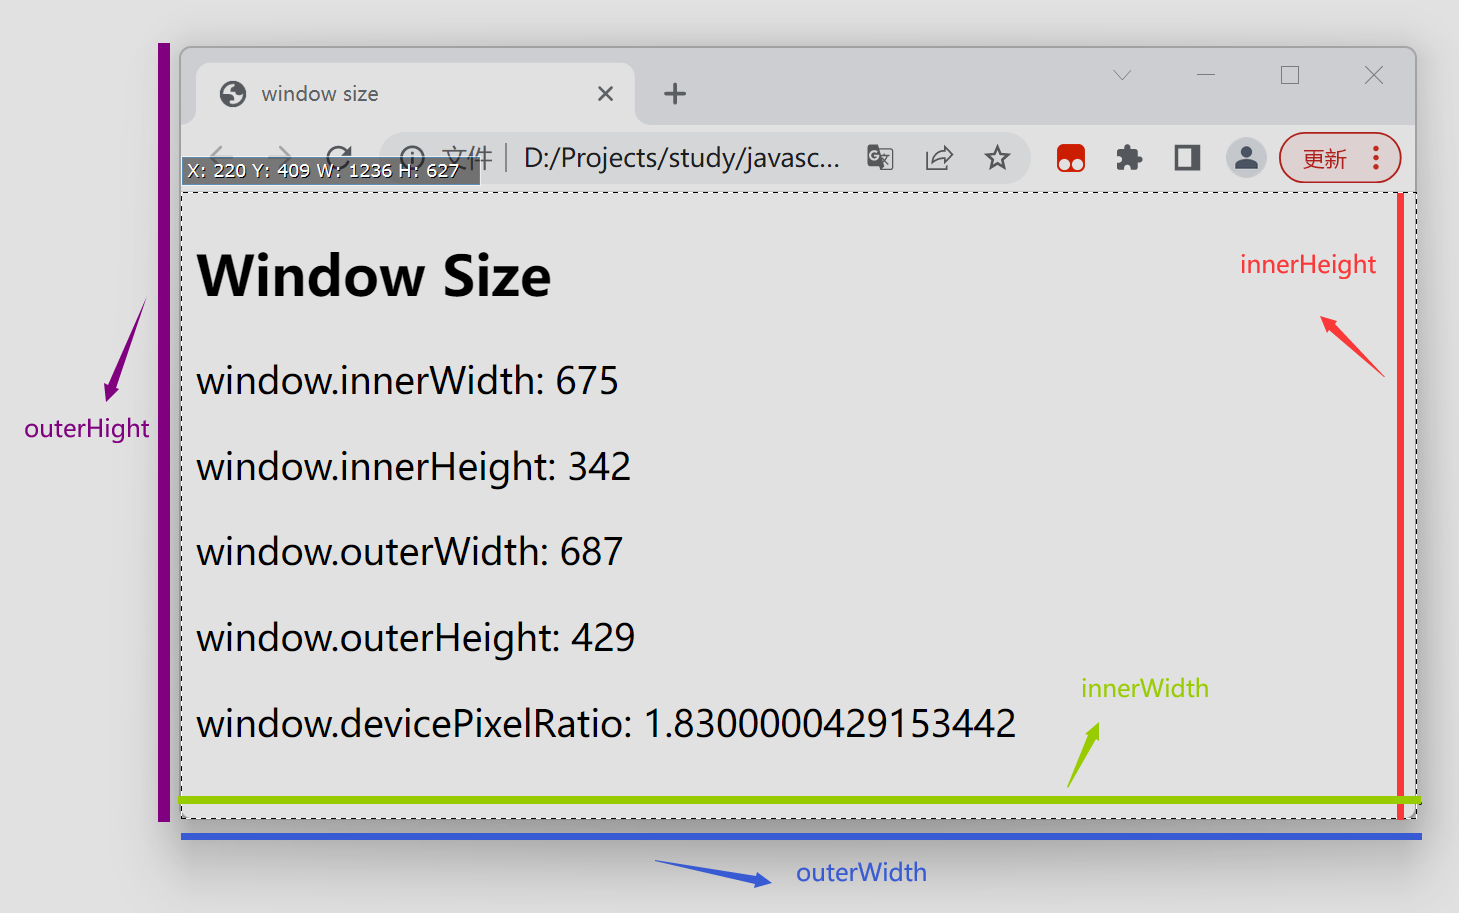 window size
文件 D:/Projects/study/javasc... 更新
X: 220 Y: 409 W: 1236 H: 627
Window Size
innerHeight
window.innerWidth: 675
outerHight
window.innerHeight: 342
window.outerWidth: 687
window.outerHeight: 429
innerWidth
window.devicePixelRatio: 1.8300000429153442
outerWidth